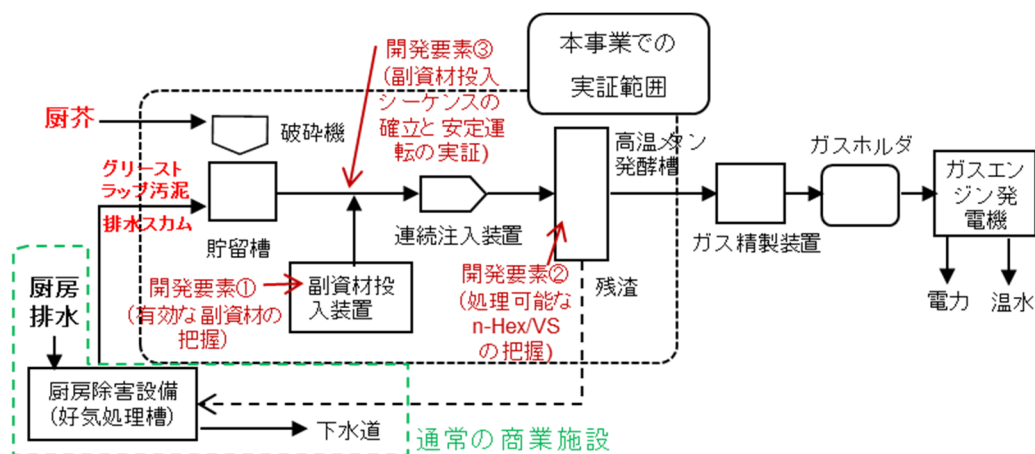 本事業での
実証範囲
開発要素③
(副資材投入
シーケンスの
確立と 安定運
転の実証)
厨芥
破砕機
グリースト
ラップ汚泥
排水スカム
貯留槽
連続注入装置
高温メタン
発酵槽
ガス精製装置
ガスホルダ
ガスエン
ジン発
電機
電力
温水
開発要素①
(有効な副資材の
把握)
副資材投
入装置
開発要素②
(処理可能な
n-Hex/VS
の把握)
残渣
厨房
排水
厨房除害設備
(好気処理槽)
下水道
通常の商業施設